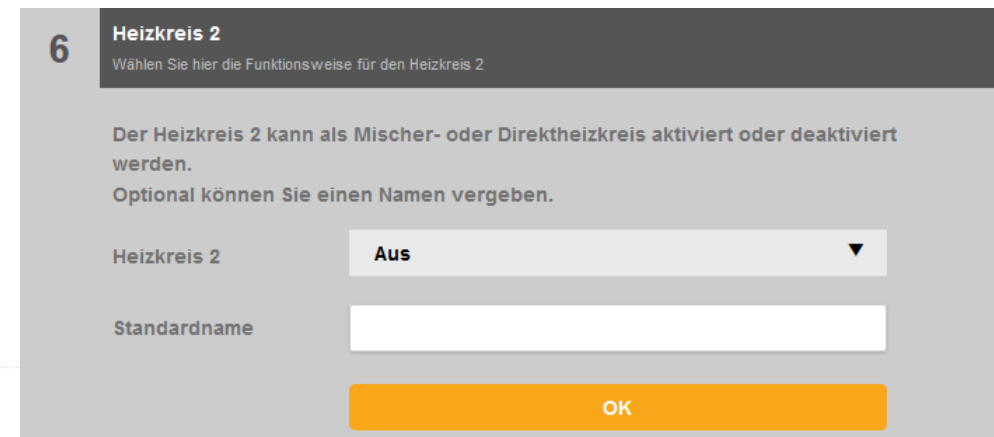 6
Heizkreis 2
Wählen Sie hier die Funktionsweise für den Heizkreis 2
Der Heizkreis 2 kann als Mischer- oder Direktheizkreis aktiviert oder deaktiviert
werden.
Optional können Sie einen Namen vergeben.
Heizkreis 2 Aus ▼
Standardname
OK